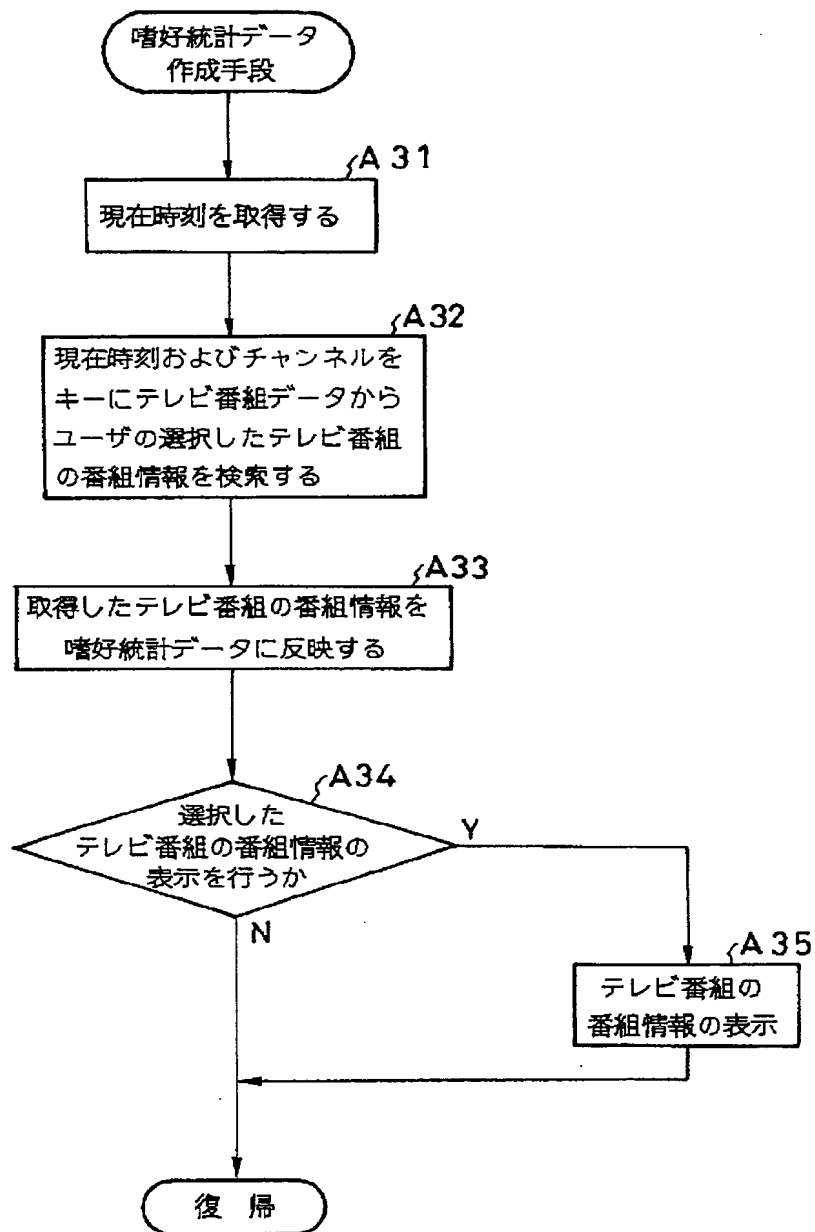 嗜好統計データ
作成手段
A31
現在時刻を取得する
A32
現在時刻およびチャンネルを
キーにテレビ番組データから
ユーザの選択したテレビ番組
の番組情報を検索する
A33
取得したテレビ番組の番組情報を
嗜好統計データに反映する
A34
選択した
テレビ番組の番組情報の
表示を行うか
Y
N
A35
テレビ番組の
番組情報の表示
復帰